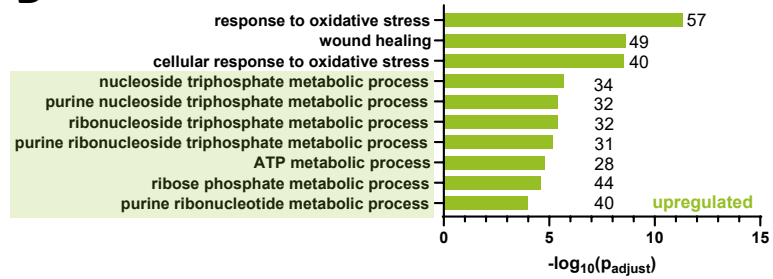 response to oxidative stress 57
wound healing 49
cellular response to oxidative stress 40
nucleoside triphosphate metabolic process 34
purine nucleoside triphosphate metabolic process 32
ribonucleoside triphosphate metabolic process 32
purine ribonucleoside triphosphate metabolic process 31
ATP metabolic process 28
ribose phosphate metabolic process 44
purine ribonucleotide metabolic process 40 upregulated
0 5 10 15
-log10(padjust)